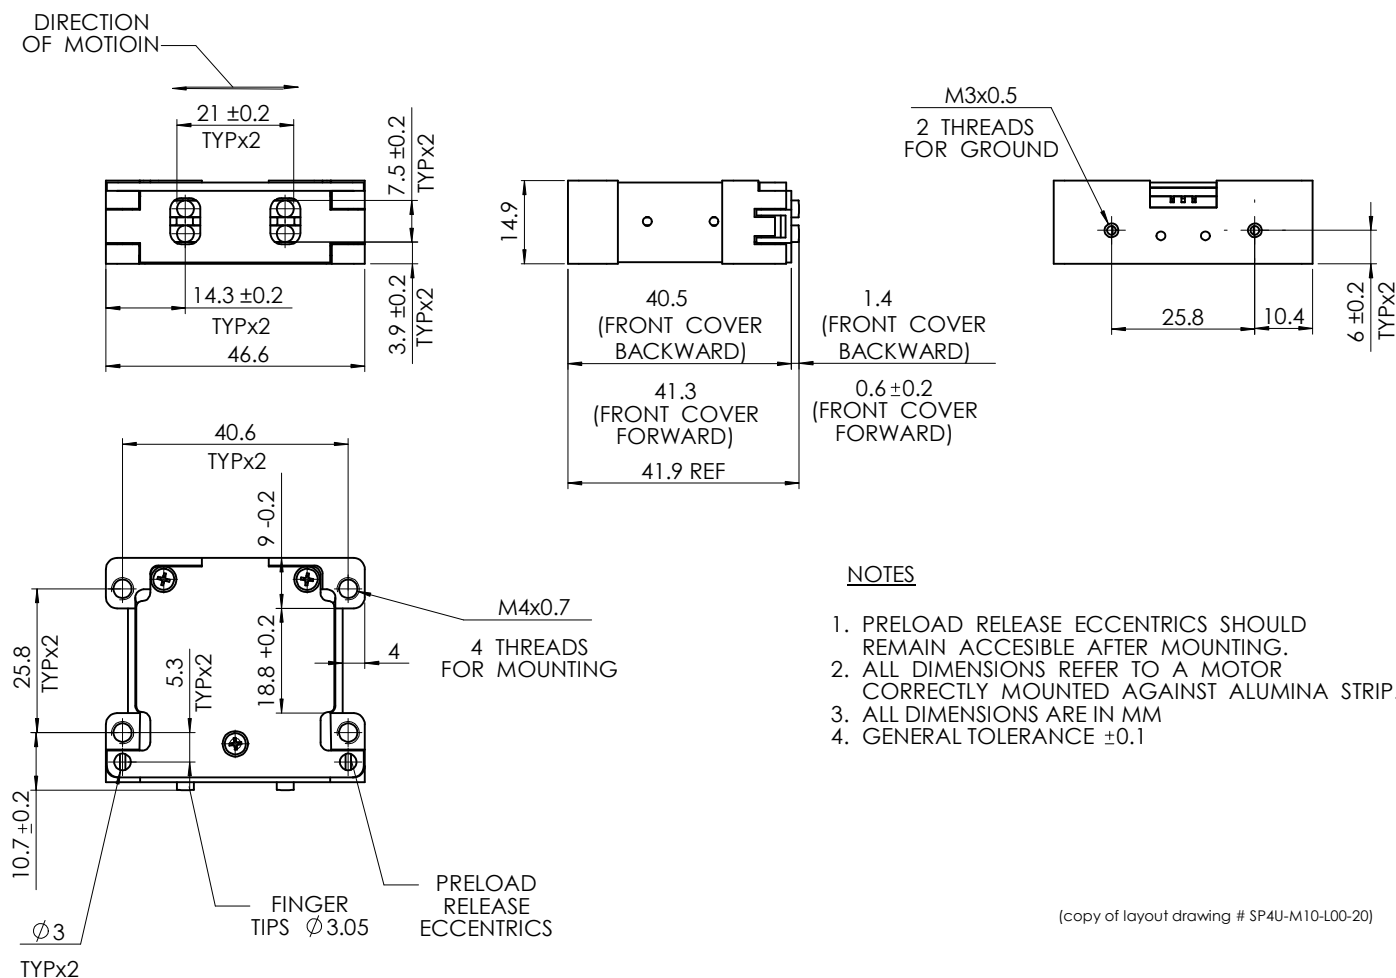 DIRECTION
OF MOTIOIN
21 ±0.2
TYPx2
7.5 ±0.2
TYPx2
14.3 ±0.2
TYPx2
3.9 ±0.2
TYPx2
46.6
14.9
40.5
(FRONT COVER
BACKWARD)
1.4
(FRONT COVER
BACKWARD)
41.3
(FRONT COVER
FORWARD)
0.6±0.2
(FRONT COVER
FORWARD)
41.9 REF
M3x0.5
2 THREADS
FOR GROUND
25.8
10.4
6 ±0.2
TYPx2
40.6
TYPx2
9 -0.2
M4x0.7
4 THREADS
FOR MOUNTING
25.8
TYPx2
5.3
TYPx2
18.8 +0.2
4
10.7 ±0.2
∅3
TYPx2
FINGER
TIPS ∅3.05
PRELOAD
RELEASE
ECCENTRICS
NOTES
1. PRELOAD RELEASE ECCENTRICS SHOULD
REMAIN ACCESIBLE AFTER MOUNTING.
2. ALL DIMENSIONS REFER TO A MOTOR
CORRECTLY MOUNTED AGAINST ALUMINA STRIP.
3. ALL DIMENSIONS ARE IN MM
4. GENERAL TOLERANCE ±0.1
(copy of layout drawing # SP4U-M10-L00-20)